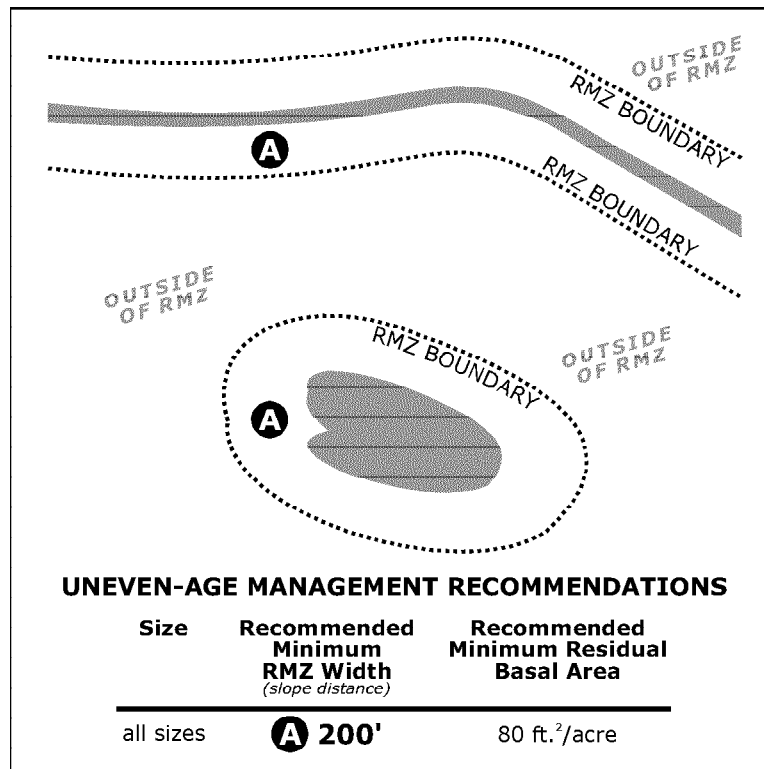 OUTSIDE
OF RMZ
RMZ BOUNDARY
A
RMZ BOUNDARY
OUTSIDE
OF RMZ
RMZ BOUNDARY
OUTSIDE
OF RMZ
A
UNEVEN-AGE MANAGEMENT RECOMMENDATIONS
Size Recommended Minimum RMZ Width (slope distance) Recommended Minimum Residual Basal Area
all sizes A 200' 80 ft.²/acre